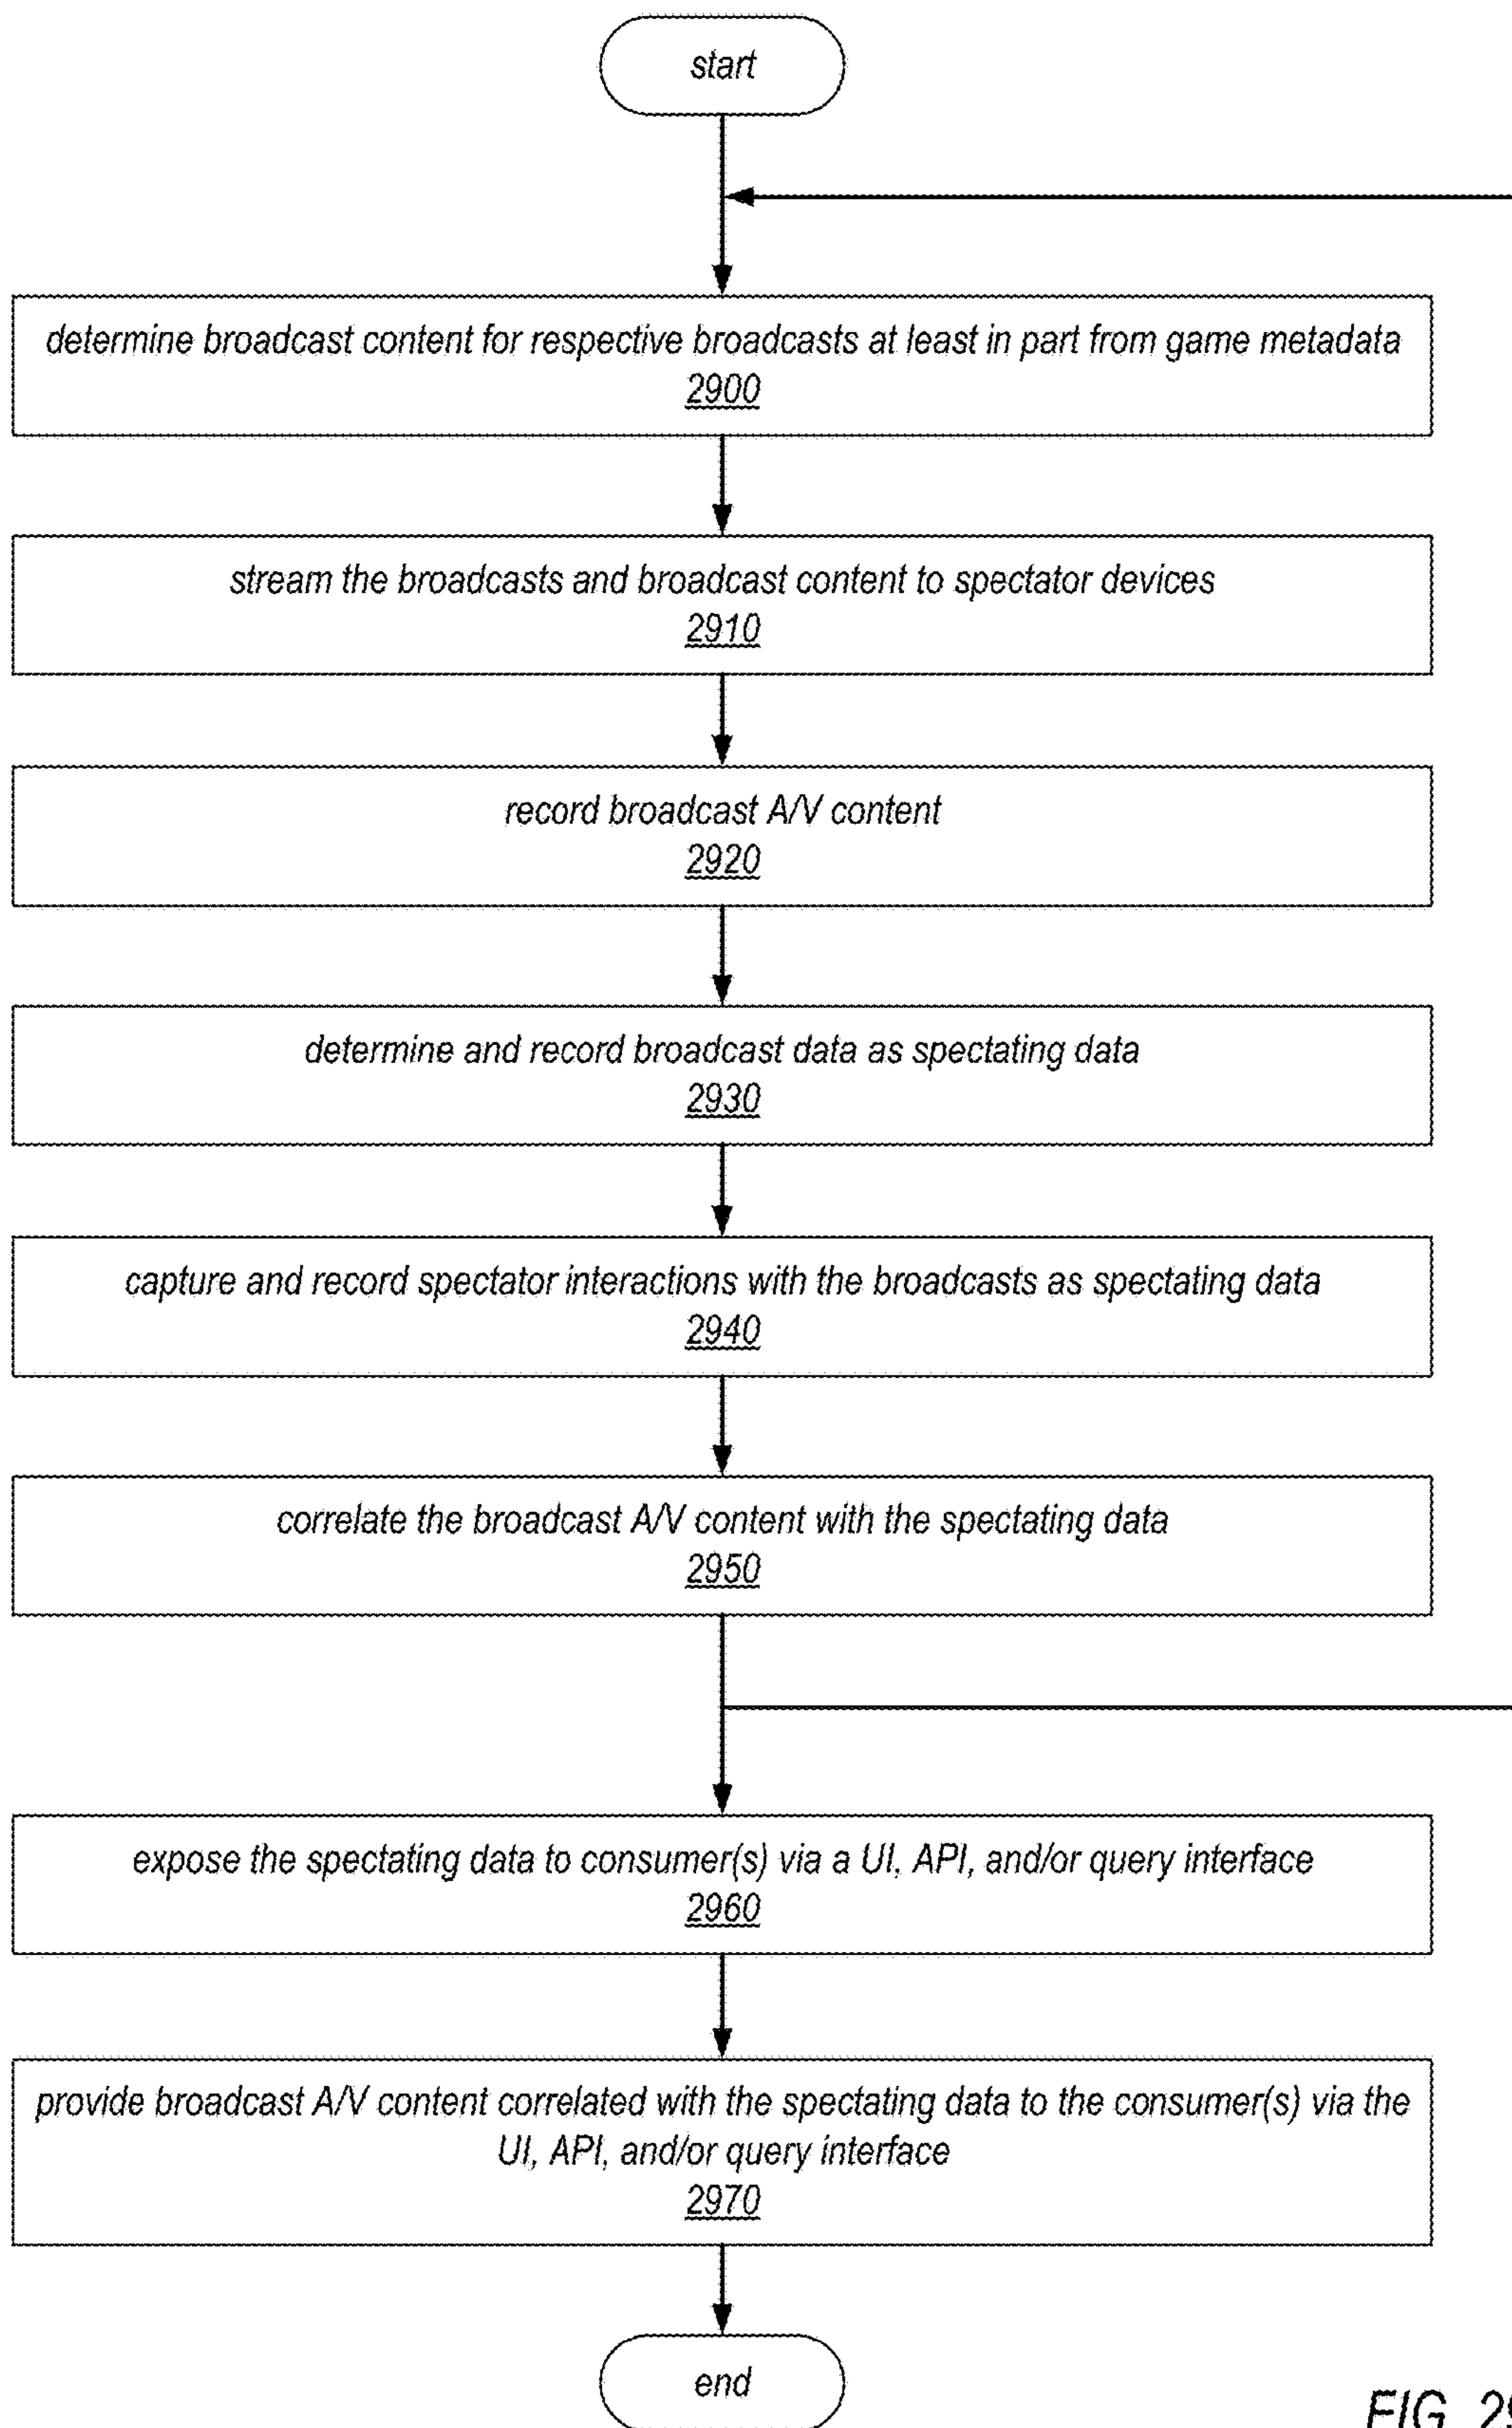 start
determine broadcast content for respective broadcasts at least in part from game metadata
2900
stream the broadcasts and broadcast content to spectator devices
2910
record broadcast A/V content
2920
determine and record broadcast data as spectating data
2930
capture and record spectator interactions with the broadcasts as spectating data
2940
correlate the broadcast A/V content with the spectating data
2950
expose the spectating data to consumer(s) via a UI, API, and/or query interface
2960
provide broadcast A/V content correlated with the spectating data to the consumer(s) via the
UI, API, and/or query interface
2970
end
FIG. 29